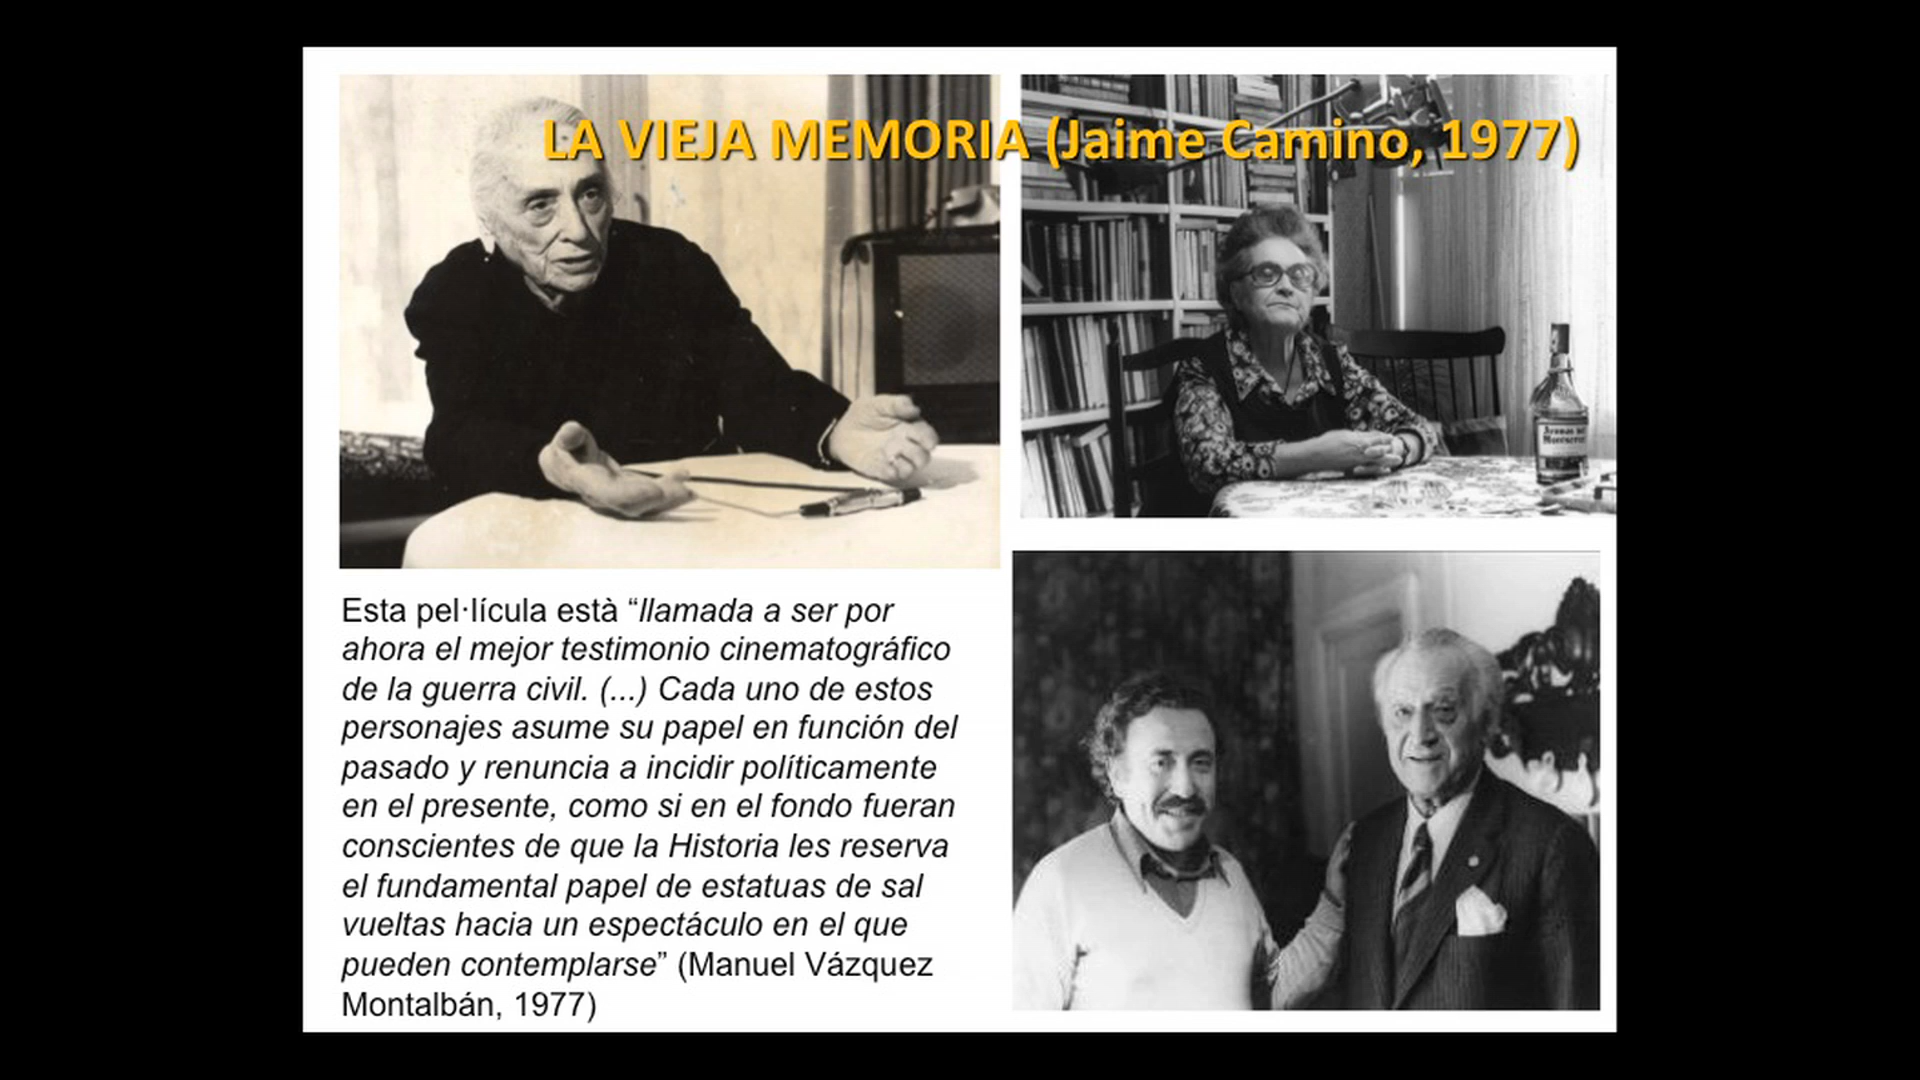 LA VIEJA MEMORIA (Jaime Camino, 1977)
Esta pel·lícula està “llamada a ser por
ahora el mejor testimonio cinematográfico
de la guerra civil. (...) Cada uno de estos
personajes asume su papel en función del
pasado y renuncia a incidir políticamente
en el presente, como si en el fondo fueran
conscientes de que la Historia les reserva
el fundamental papel de estatuas de sal
vueltas hacia un espectáculo en el que
pueden contemplarse” (Manuel Vázquez
Montalbán, 1977)
Aromas de
Montserrat